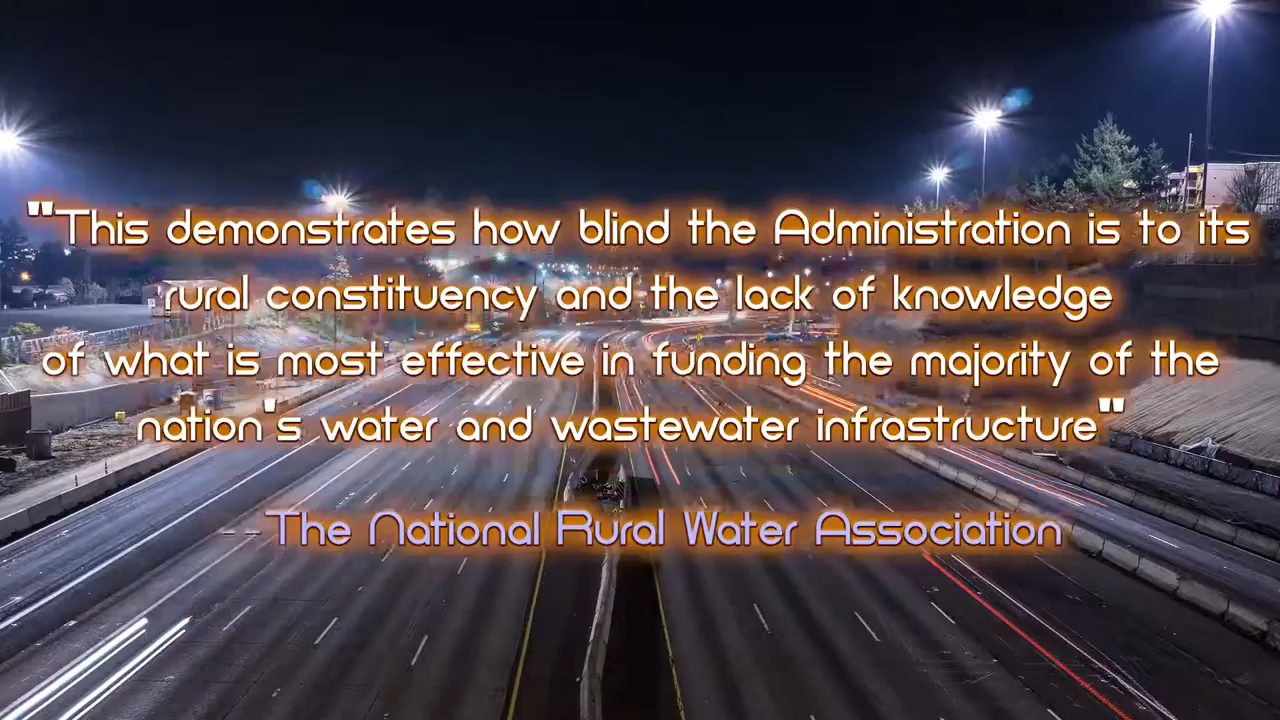 "This demonstrates how blind the Administration is to its
rural constituency and the lack of knowledge
of what is most effective in funding the majority of the
nation's water and wastewater infrastructure"
--The National Rural Water Association